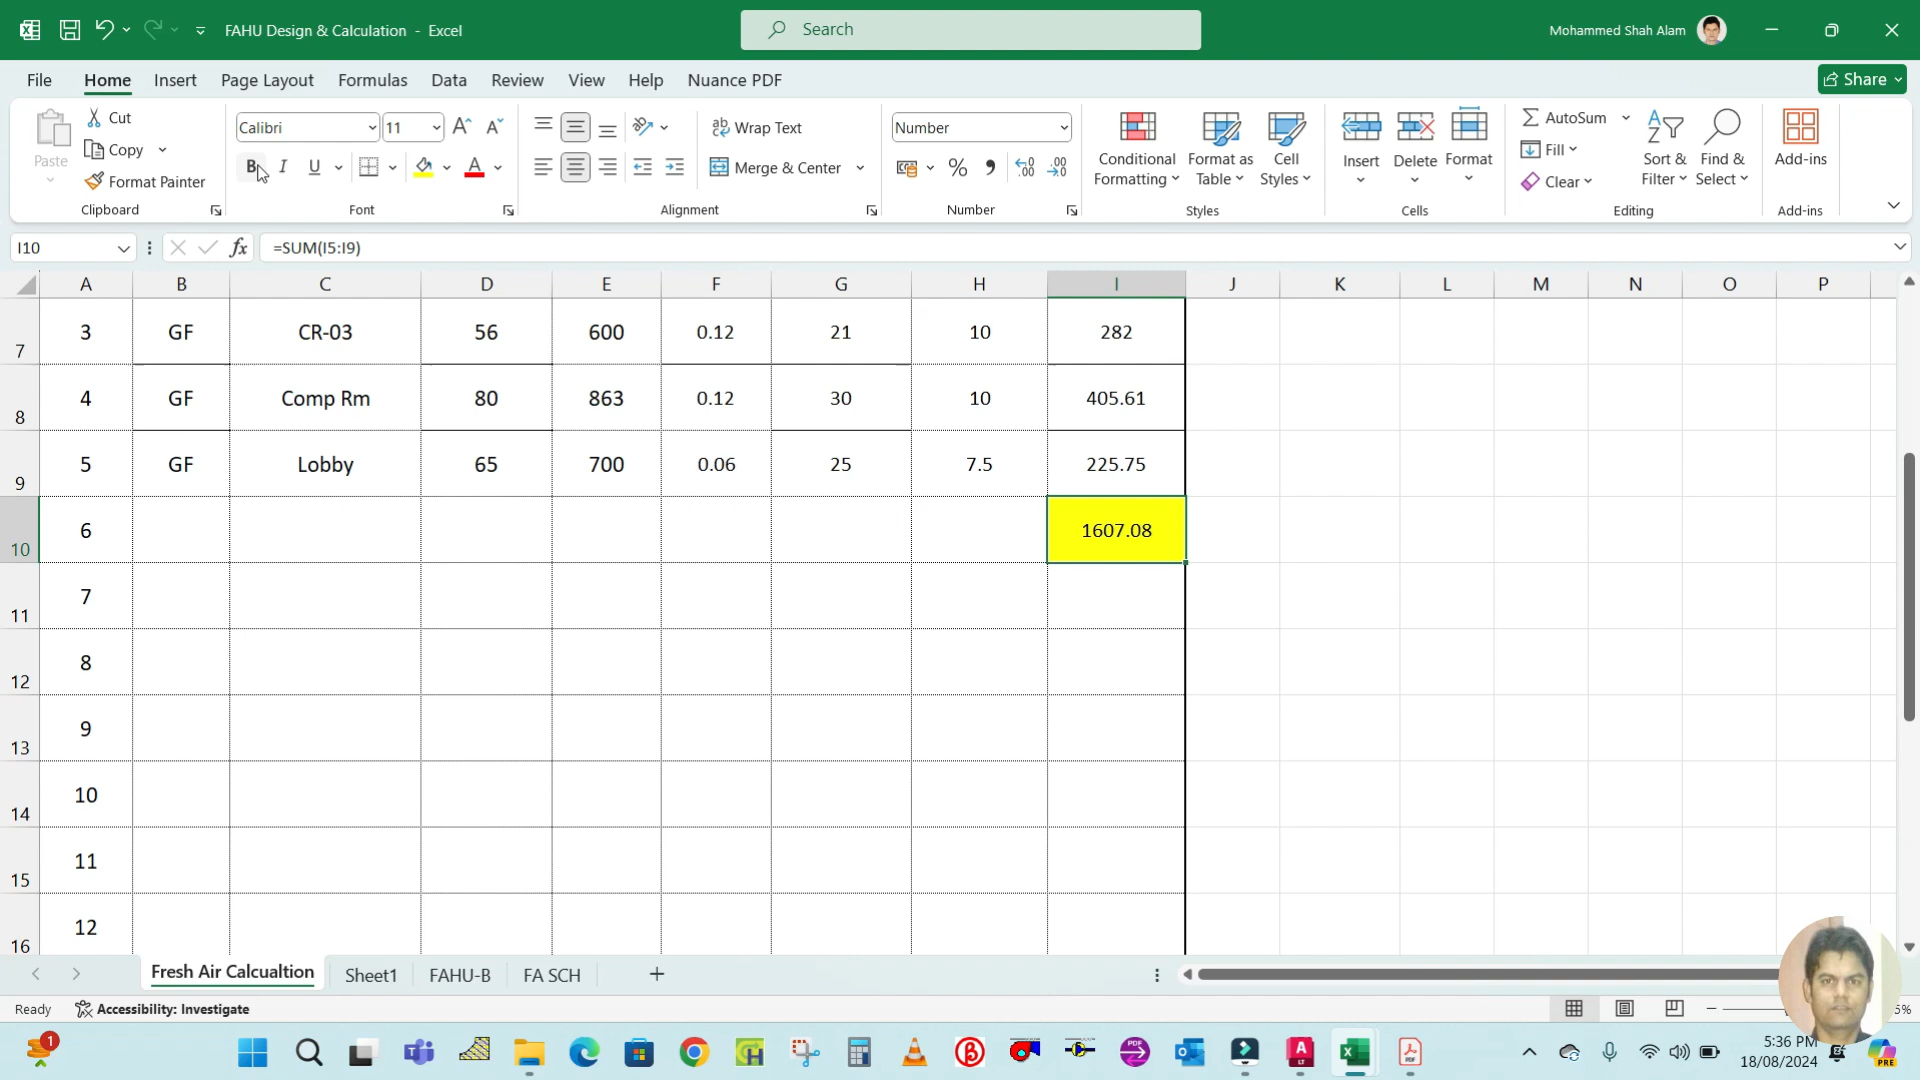 FAHU Design & Calculation - Excel
Search
Mohammed Shah Alam
File Home Insert Page Layout Formulas Data Review View Help Nuance PDF
Share
Paste
Cut
Copy
Format Painter
Clipboard
Calibri 11
B I U
Font
Wrap Text
Merge & Center
Alignment
Number
Number
Conditional Formatting
Format as Table
Cell Styles
Styles
Insert
Delete
Format
Cells
AutoSum
Fill
Clear
Sort & Filter
Find & Select
Editing
Add-ins
Add-ins
I10 fx =SUM(I5:I9)
A B C D E F G H I J K L M N O P
7 3 GF CR-03 56 600 0.12 21 10 282
8 4 GF Comp Rm 80 863 0.12 30 10 405.61
9 5 GF Lobby 65 700 0.06 25 7.5 225.75
10 6 1607.08
11 7
12 8
13 9
14 10
15 11
16 12
Fresh Air Calcualtion Sheet1 FAHU-B FA SCH
Ready Accessibility: Investigate
5:36 PM
18/08/2024